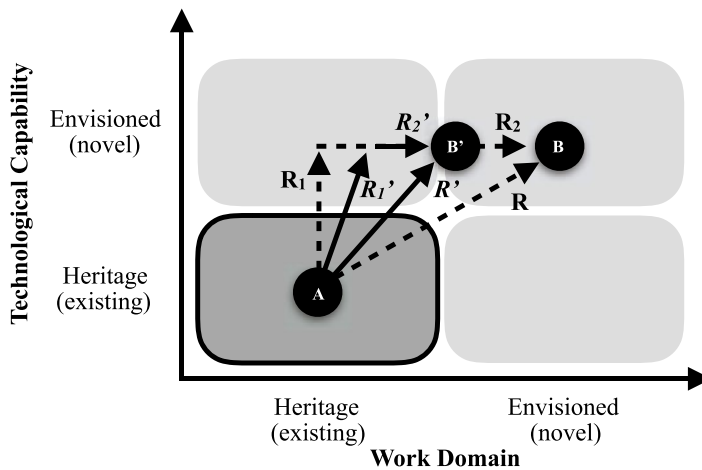 Technological Capability
Envisioned
(novel)
Heritage
(existing)
R₂’
B’
R₂
B
R₁
R₁’
R’
R
A
Heritage
(existing)
Envisioned
(novel)
Work Domain